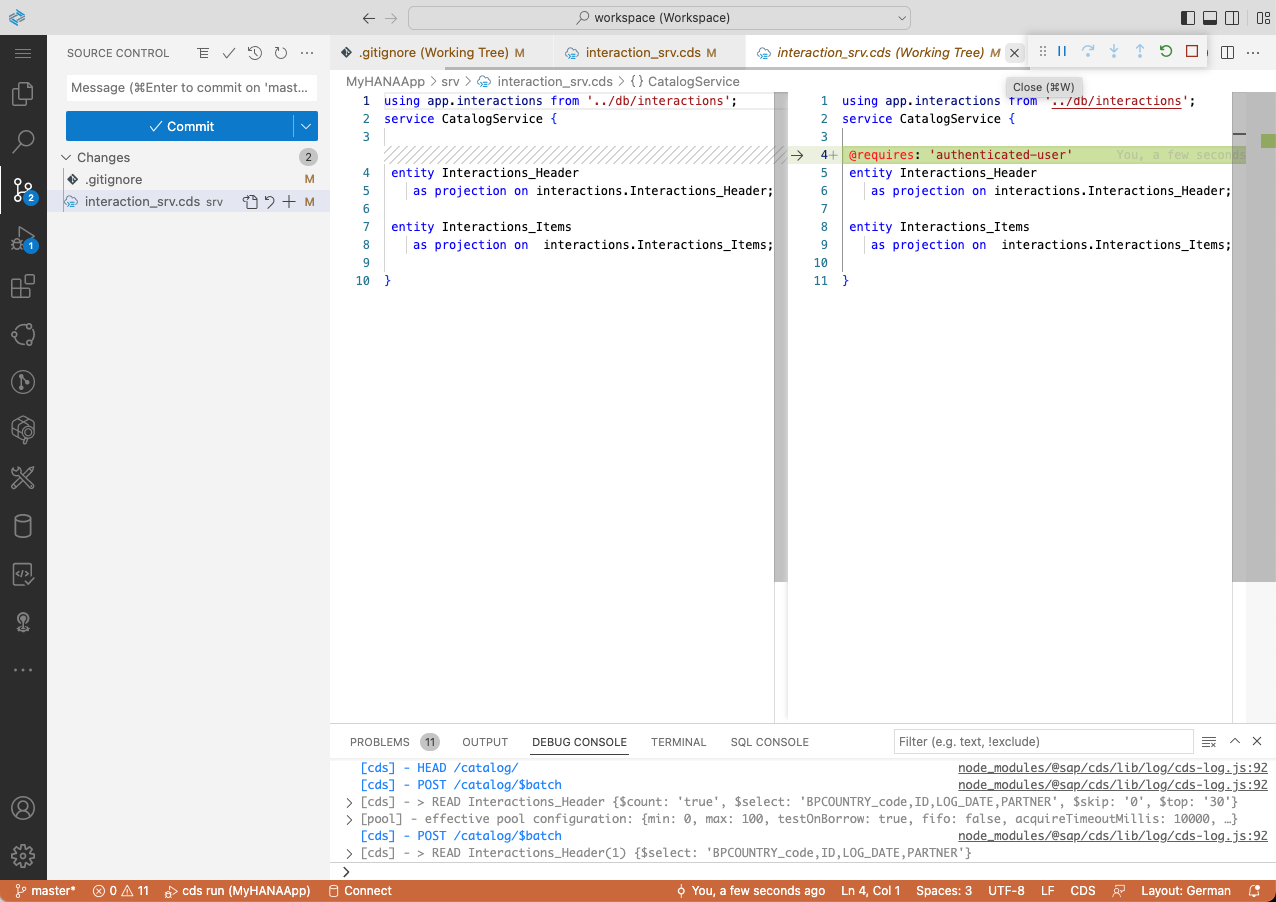 workspace (Workspace)
SOURCE CONTROL
Message (⌘Enter to commit on 'mast...
Commit
Changes 2
.gitignore M
interaction_srv.cds srv M
2
1
.gitignore (Working Tree) M
interaction_srv.cds M
interaction_srv.cds (Working Tree) M
Close (⌘W)
MyHANAApp > srv > interaction_srv.cds > {} CatalogService
1 using app.interactions from '../db/interactions';
2 service CatalogService {
3
4 entity Interactions_Header
5 as projection on interactions.Interactions_Header;
6
7 entity Interactions_Items
8 as projection on interactions.Interactions_Items;
9
10 }
1 using app.interactions from '../db/interactions';
2 service CatalogService {
3
4+ @requires: 'authenticated-user' You, a few seconds
5 entity Interactions_Header
6 as projection on interactions.Interactions_Header;
7
8 entity Interactions_Items
9 as projection on interactions.Interactions_Items;
10
11 }
PROBLEMS 11 OUTPUT DEBUG CONSOLE TERMINAL SQL CONSOLE Filter (e.g. text, !exclude)
[cds] - HEAD /catalog/ node_modules/@sap/cds/lib/log/cds-log.js:92
[cds] - POST /catalog/$batch node_modules/@sap/cds/lib/log/cds-log.js:92
> [cds] - > READ Interactions_Header {$count: 'true', $select: 'BPCOUNTRY_code,ID,LOG_DATE,PARTNER', $skip: '0', $top: '30'}
> [pool] - effective pool configuration: {min: 0, max: 100, testOnBorrow: true, fifo: false, acquireTimeoutMillis: 10000, …}
[cds] - POST /catalog/$batch node_modules/@sap/cds/lib/log/cds-log.js:92
> [cds] - > READ Interactions_Header(1) {$select: 'BPCOUNTRY_code,ID,LOG_DATE,PARTNER'}
>
master* 0 11 cds run (MyHANAApp) Connect You, a few seconds ago Ln 4, Col 1 Spaces: 3 UTF-8 LF CDS Layout: German